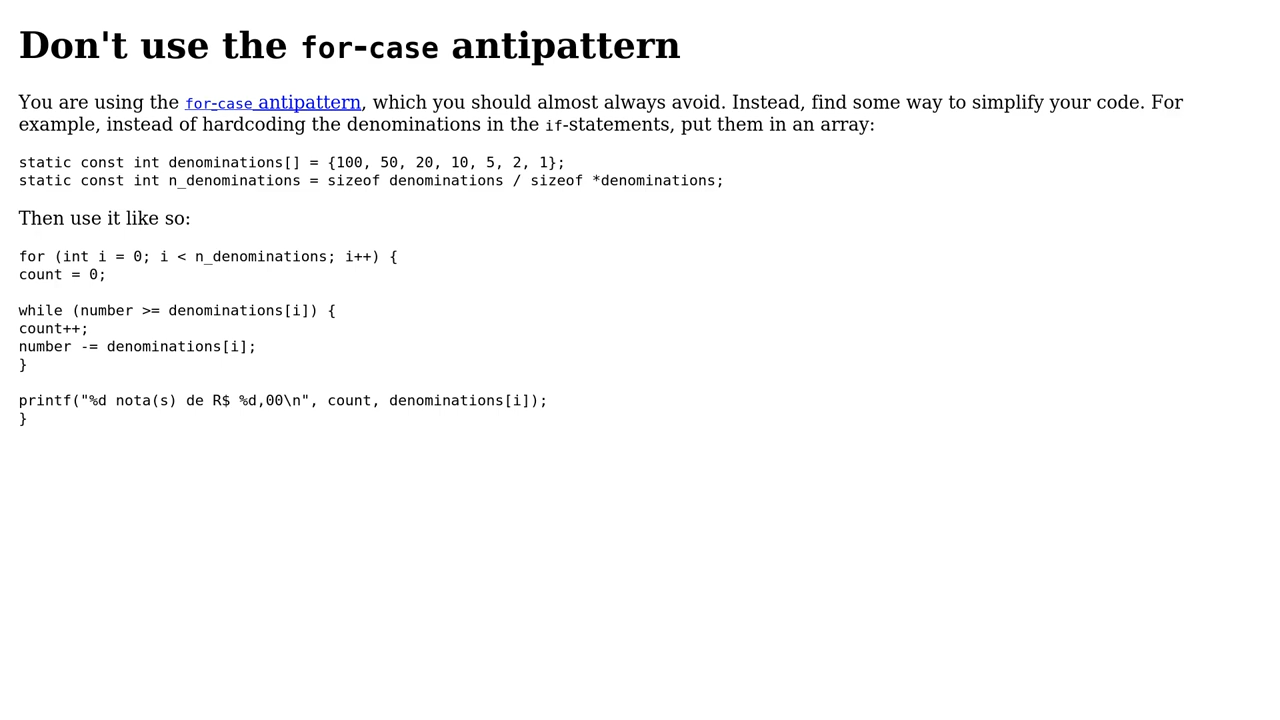 Don't use the for-case antipattern
You are using the for-case antipattern, which you should almost always avoid. Instead, find some way to simplify your code. For
example, instead of hardcoding the denominations in the if-statements, put them in an array:
static const int denominations[] = {100, 50, 20, 10, 5, 2, 1};
static const int n_denominations = sizeof denominations / sizeof *denominations;
Then use it like so:
for (int i = 0; i < n_denominations; i++) {
count = 0;
while (number >= denominations[i]) {
count++;
number -= denominations[i];
}
printf("%d nota(s) de R$ %d,00\n", count, denominations[i]);
}